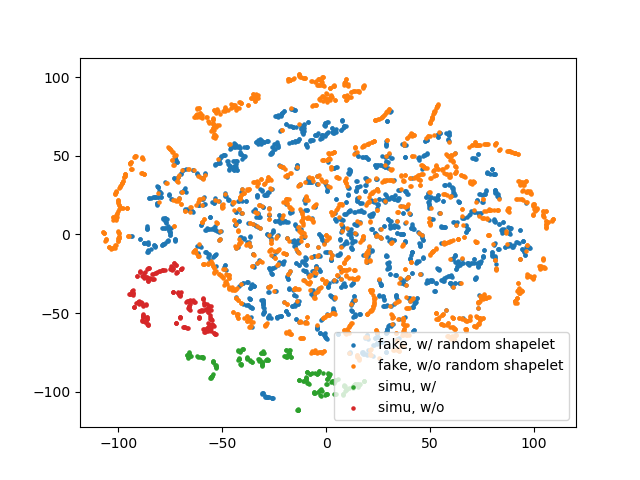 100
50
0
−50
−100
−100
−50
0
50
100
fake, w/ random shapelet
fake, w/o random shapelet
simu, w/
simu, w/o